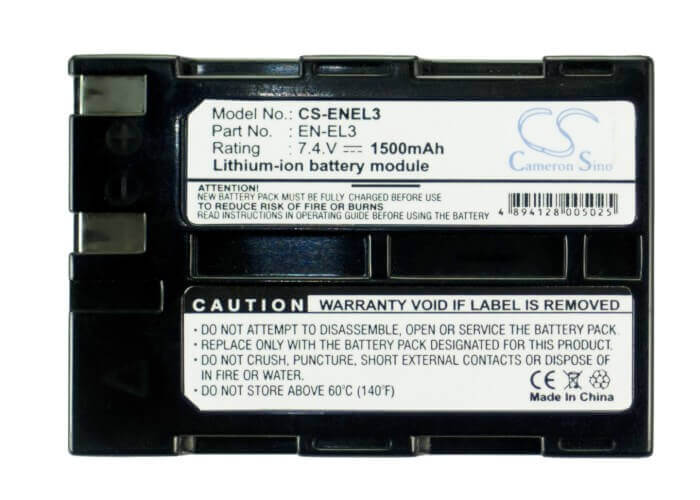 Model No.: CS-ENEL3
Part No.: EN-EL3
Rating : 7.4.V 1500mAh
Lithium-ion battery module
CS
Cameron Sino
ATTENTION!
NEW BATTERY PACK MUST BE FULLY CHARGED BEFORE USE
TO REDUCE RISK OF FIRE OR BURNS
READ INSTRUCTIONS IN OPERATING GUIDE BEFORE USING THE BATTERY
4 894128 005025
CAUTION WARRANTY VOID IF LABEL IS REMOVED
· DO NOT ATTEMPT TO DISASSEMBLE, OPEN OR SERVICE THE BATTERY PACK.
· REPLACE WITH THE BATTERY PACK DESIGNATED FOR THIS EQUIPMENT.
· DO NOT CRUSH, PUNCTURE, SHORT EXTERNAL CONTACTS OR DISPOSE
OF IN FIRE OR WATER.
· DO NOT STORE ABOVE 60℃ (140℉)
CE
Made In China